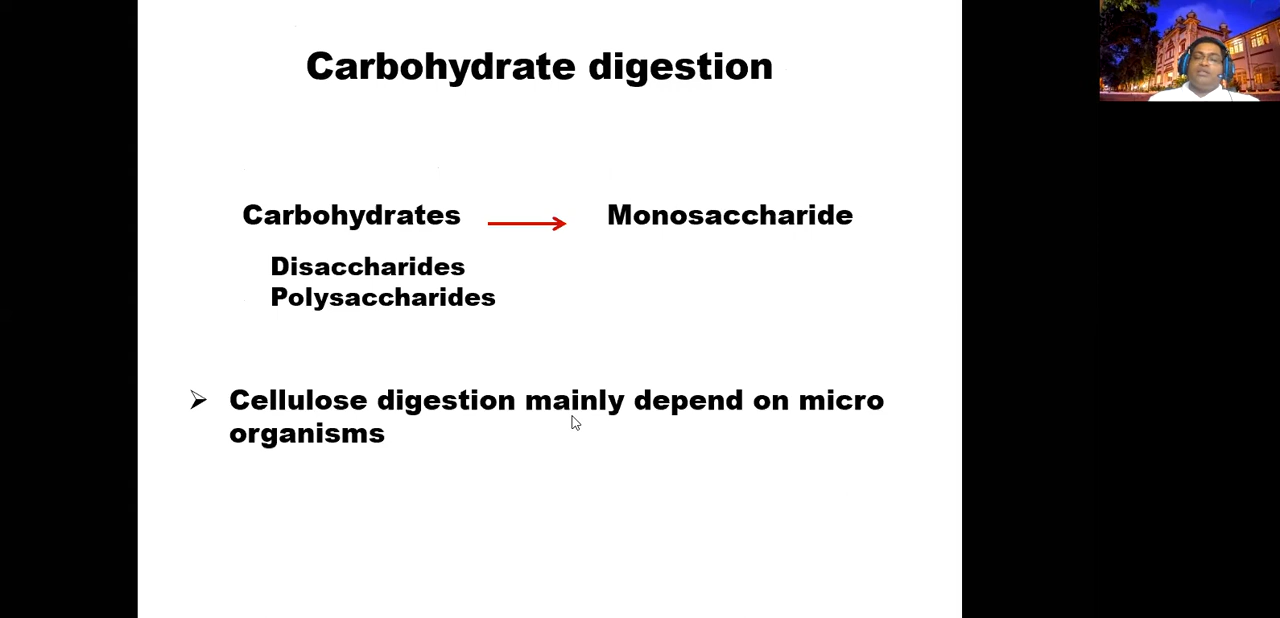 Carbohydrate digestion
Carbohydrates Monosaccharide
Disaccharides
Polysaccharides
Cellulose digestion mainly depend on micro
organisms